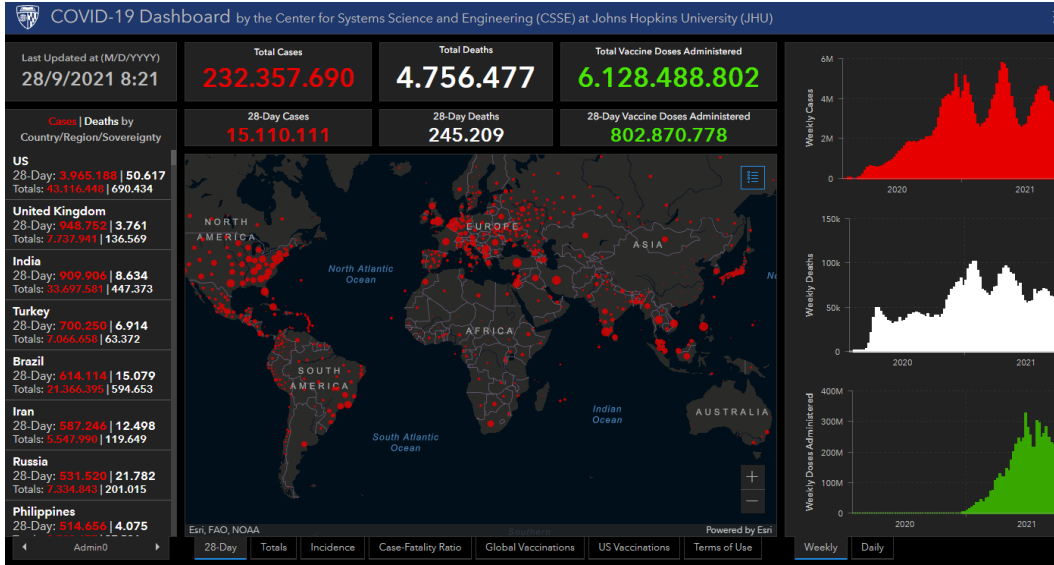 COVID-19 Dashboard by the Center for Systems Science and Engineering (CSSE) at Johns Hopkins University (JHU)
Last Updated at (M/D/YYYY)
28/9/2021 8:21
Cases | Deaths by
Country/Region/Sovereignty
US
28-Day: 3.965.188 | 50.617
Totals: 43.116.448 | 690.434
United Kingdom
28-Day: 948.752 | 3.761
Totals: 7.737.941 | 136.569
India
28-Day: 909.906 | 8.634
Totals: 33.697.581 | 447.373
Turkey
28-Day: 700.250 | 6.914
Totals: 7.066.658 | 63.372
Brazil
28-Day: 614.114 | 15.079
Totals: 21.366.395 | 594.653
Iran
28-Day: 587.246 | 12.498
Totals: 5.547.990 | 119.649
Russia
28-Day: 531.520 | 21.782
Totals: 7.334.843 | 201.015
Philippines
28-Day: 514.656 | 4.075
Admin0
Total Cases
232.357.690
Total Deaths
4.756.477
Total Vaccine Doses Administered
6.128.488.802
28-Day Cases
15.110.111
28-Day Deaths
245.209
28-Day Vaccine Doses Administered
802.870.778
NORTH
AMERICA
EUROPE
ASIA
North Atlantic
Ocean
AFRICA
SOUTH
AMERICA
Indian
Ocean
AUSTRALIA
South Atlantic
Ocean
Southern
Esri, FAO, NOAA
Powered by Esri
28-Day
Totals
Incidence
Case-Fatality Ratio
Global Vaccinations
US Vaccinations
Terms of Use
Weekly Cases
6M
4M
2M
0
2020
2021
Weekly Deaths
150k
100k
50k
0
2020
2021
Weekly Doses Administered
400M
300M
200M
100M
0
2020
2021
Weekly
Daily